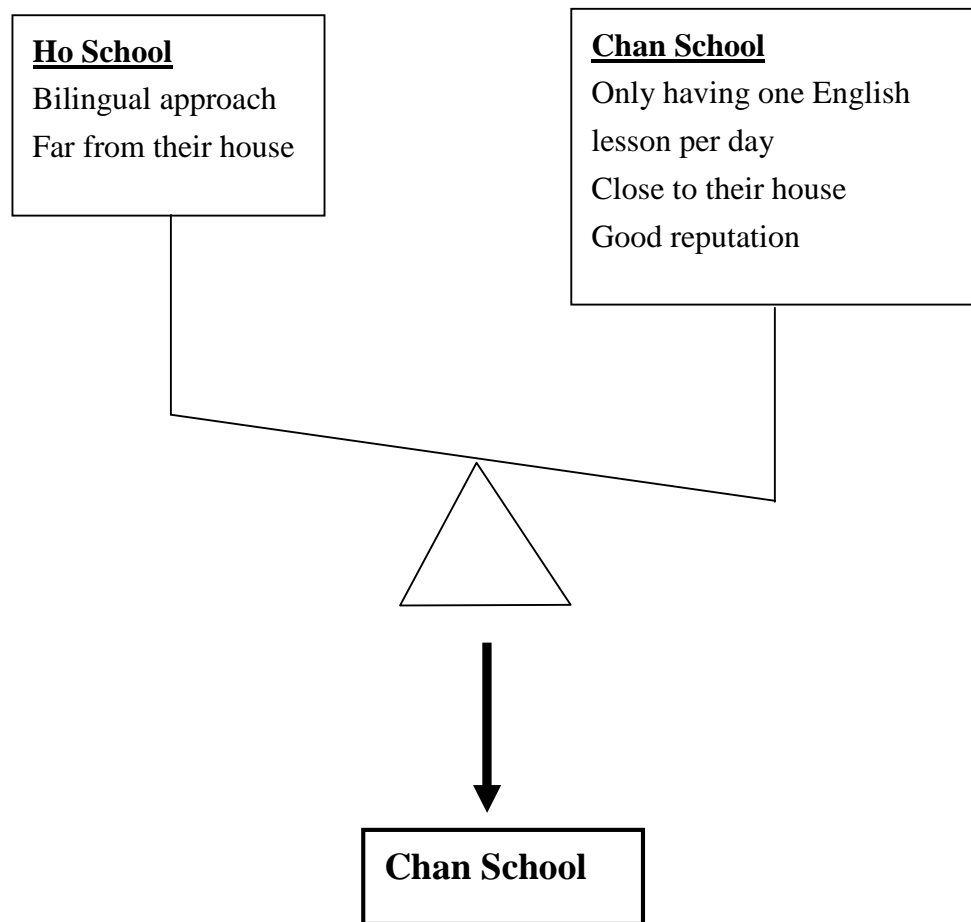 Ho School
Bilingual approach
Far from their house
Chan School
Only having one English
lesson per day
Close to their house
Good reputation
Chan School